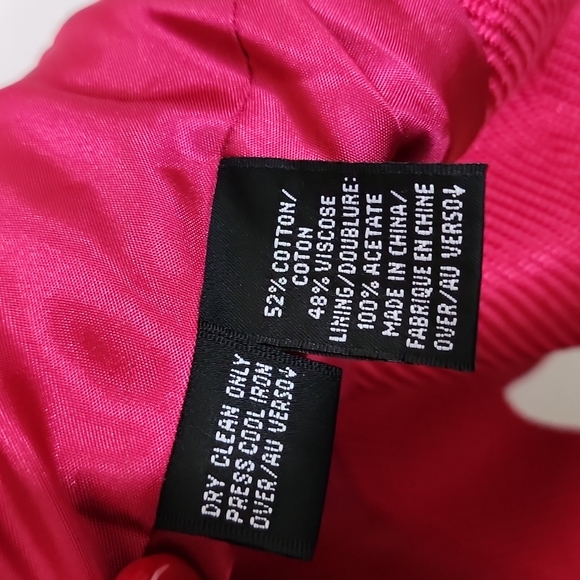 52% COTTON/
COTON
48% VISCOSE
LINING/DOUBLURE:
100% ACETATE
MADE IN CHINA/
FABRIQUE EN CHINE
OVER/AU VERSO↓
DRY CLEAN ONLY
PRESS COOL IRON
OVER/AU VERSO↓